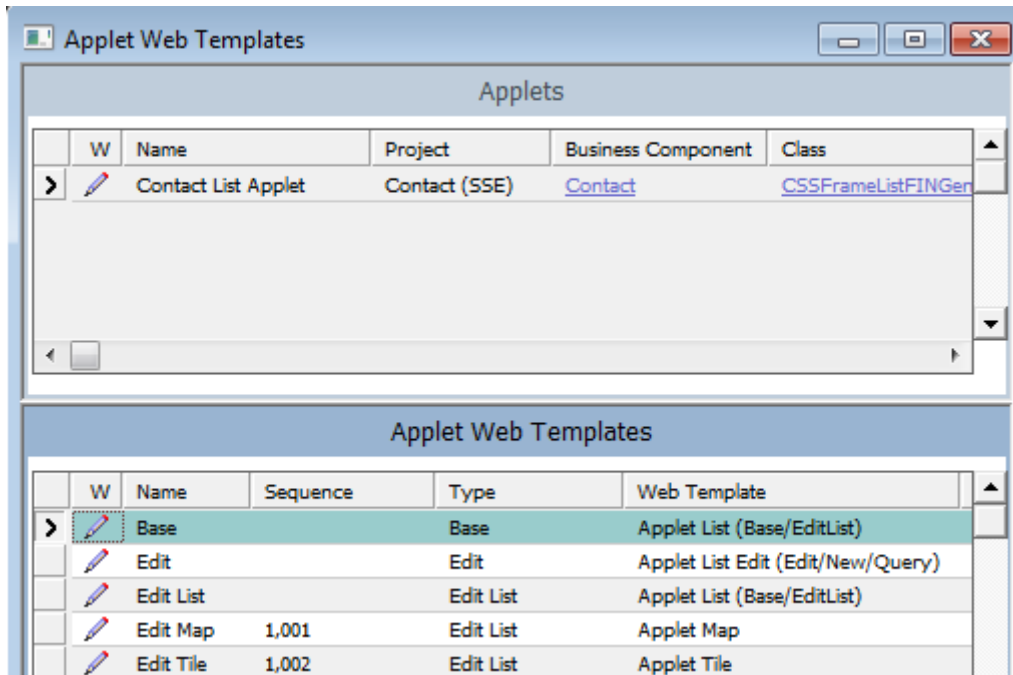 Applet Web Templates
Applets
W Name Project Business Component Class
Contact List Applet Contact (SSE) Contact CSSFrameListFINGen
Applet Web Templates
W Name Sequence Type Web Template
Base Base Applet List (Base/EditList)
Edit Edit Applet List Edit (Edit/New/Query)
Edit List Edit List Applet List (Base/EditList)
Edit Map 1,001 Edit List Applet Map
Edit Tile 1,002 Edit List Applet Tile